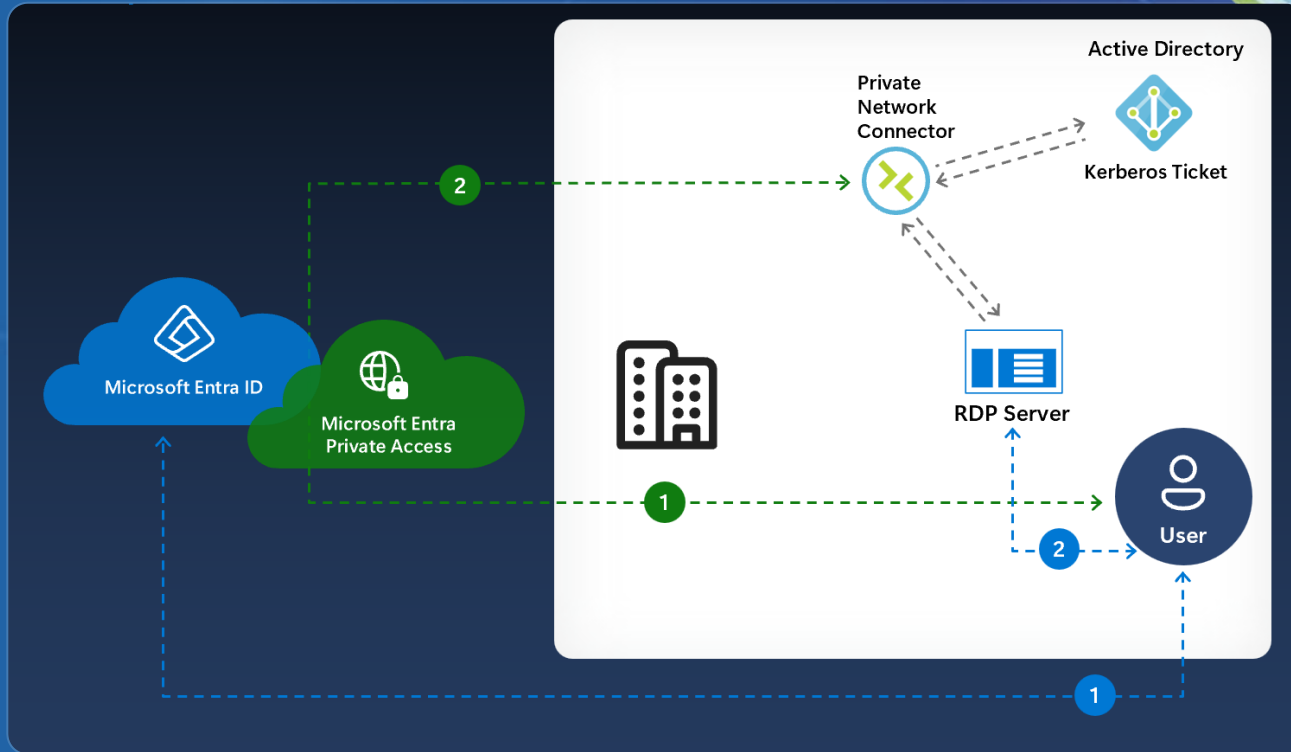 Active Directory
Private
Network
Connector
Kerberos Ticket
2
Microsoft Entra ID
Microsoft Entra
Private Access
RDP Server
1
User
2
1